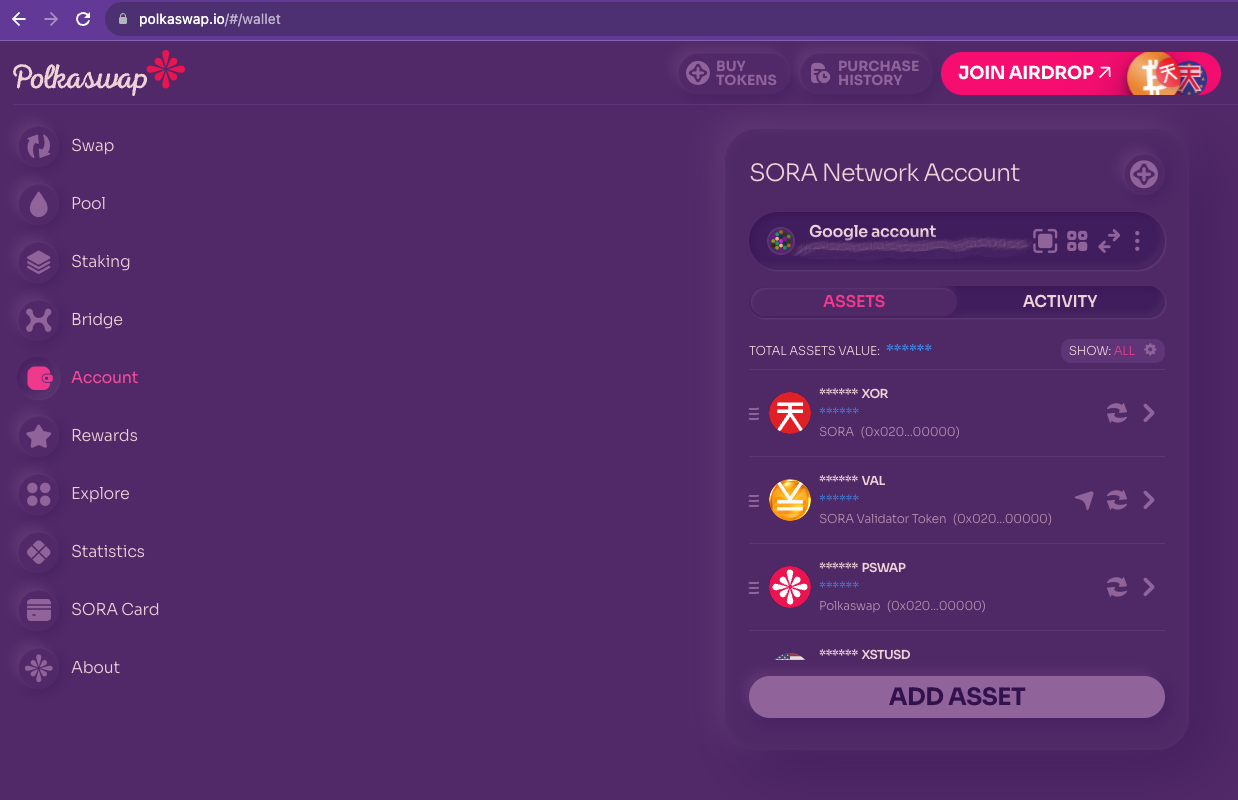 polkaswap.io/#/wallet
Polkaswap
BUY
TOKENS
PURCHASE
HISTORY
JOIN AIRDROP
Swap
Pool
Staking
Bridge
Account
Rewards
Explore
Statistics
SORA Card
About
SORA Network Account
Google account
ASSETS
ACTIVITY
TOTAL ASSETS VALUE: ******
SHOW: ALL
****** XOR
******
SORA (0x020...00000)
****** VAL
******
SORA Validator Token (0x020...00000)
****** PSWAP
******
Polkaswap (0x020...00000)
****** XSTUSD
ADD ASSET